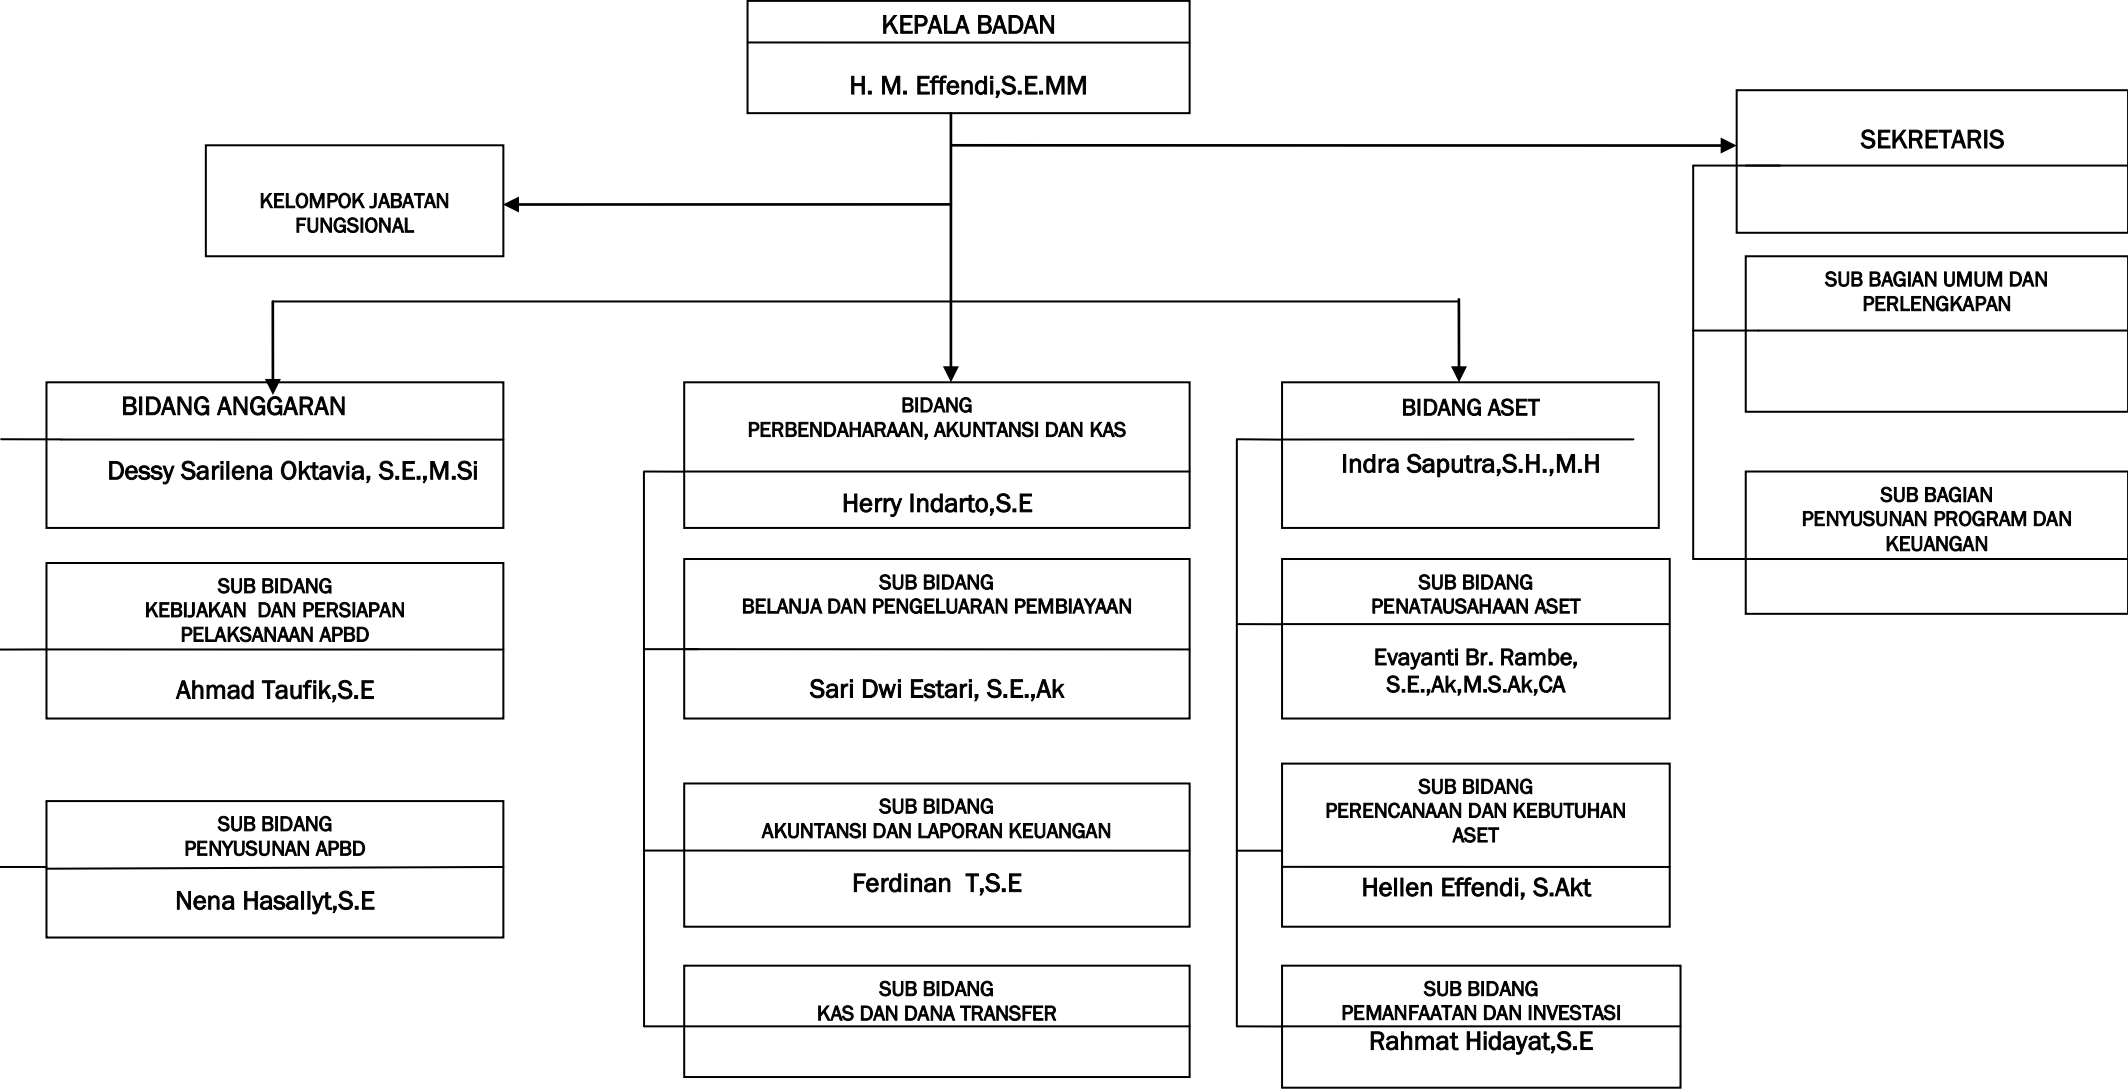 KEPALA BADAN
H. M. Effendi,S.E.MM
SEKRETARIS
KELOMPOK JABATAN
FUNGSIONAL
SUB BAGIAN UMUM DAN
PERLENGKAPAN
SUB BAGIAN
PENYUSUNAN PROGRAM DAN
KEUANGAN
BIDANG ANGGARAN
Dessy Sarilena Oktavia, S.E.,M.Si
SUB BIDANG
KEBIJAKAN  DAN PERSIAPAN
PELAKSANAAN APBD
Ahmad Taufik,S.E
SUB BIDANG
PENYUSUNAN APBD
Nena Hasallyt,S.E
BIDANG
PERBENDAHARAAN, AKUNTANSI DAN KAS
Herry Indarto,S.E
SUB BIDANG
BELANJA DAN PENGELUARAN PEMBIAYAAN
Sari Dwi Estari, S.E.,Ak
SUB BIDANG
AKUNTANSI DAN LAPORAN KEUANGAN
Ferdinan  T,S.E
SUB BIDANG
KAS DAN DANA TRANSFER
BIDANG ASET
Indra Saputra,S.H.,M.H
SUB BIDANG
PENATAUSAHAAN ASET
Evayanti Br. Rambe,
S.E.,Ak,M.S.Ak,CA
SUB BIDANG
PERENCANAAN DAN KEBUTUHAN
ASET
Hellen Effendi, S.Akt
SUB BIDANG
PEMANFAATAN DAN INVESTASI
Rahmat Hidayat,S.E